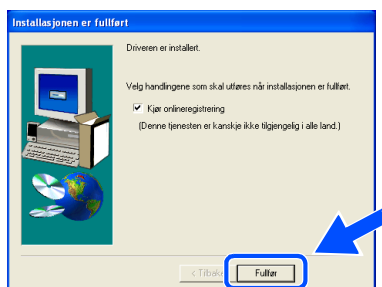 Installasjonen er fullført
Driveren er installert.
Velg handlingene som skal utføres når installasjonen er fullført.
Kjør onlineregistrering
(Denne tjenesten er kanskje ikke tilgjengelig i alle land.)
< Tilbake
Fullfør